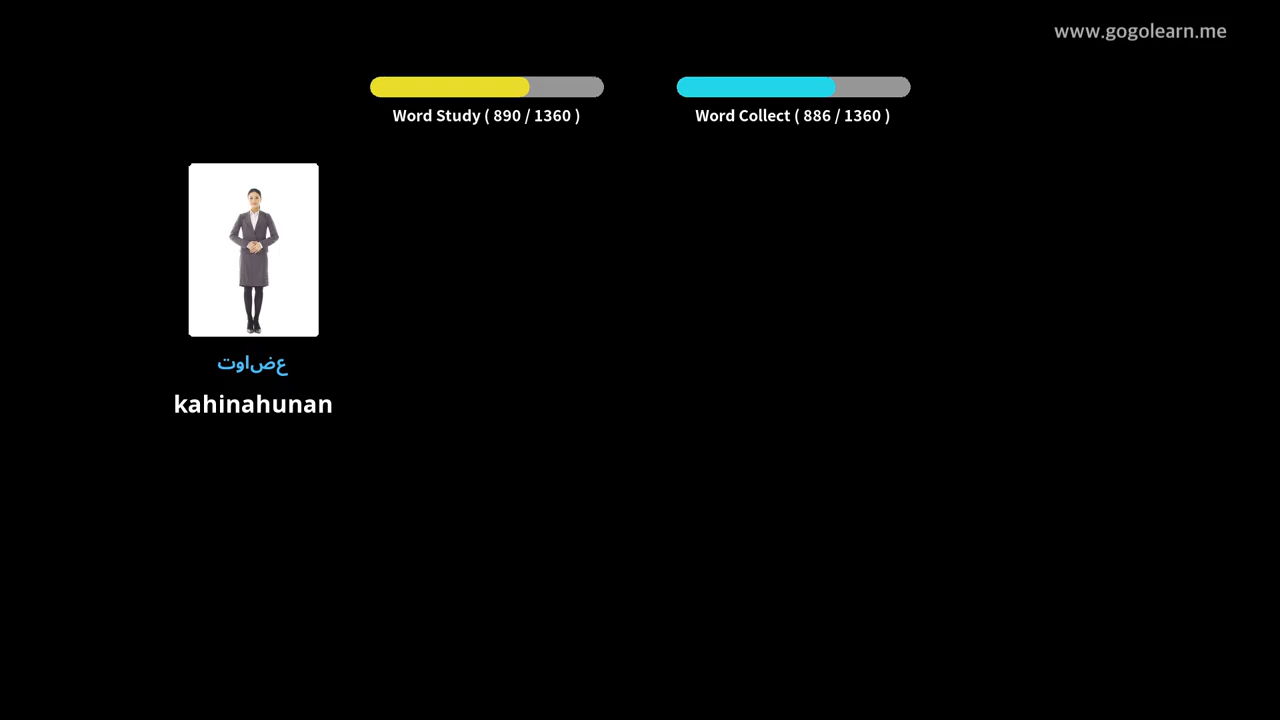 www.gogolearn.me
Word Study ( 890 / 1360 )
Word Collect ( 886 / 1360 )
عضاوت
kahinahunan